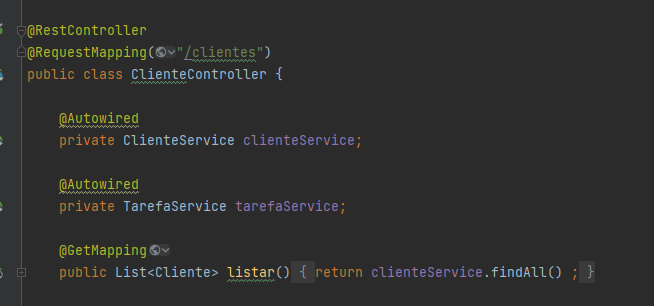 @RestController
@RequestMapping("/clientes")
public class ClienteController {
@Autowired
private ClienteService clienteService;
@Autowired
private TarefaService tarefaService;
@GetMapping
public List<Cliente> listar() { return clienteService.findAll() ; }